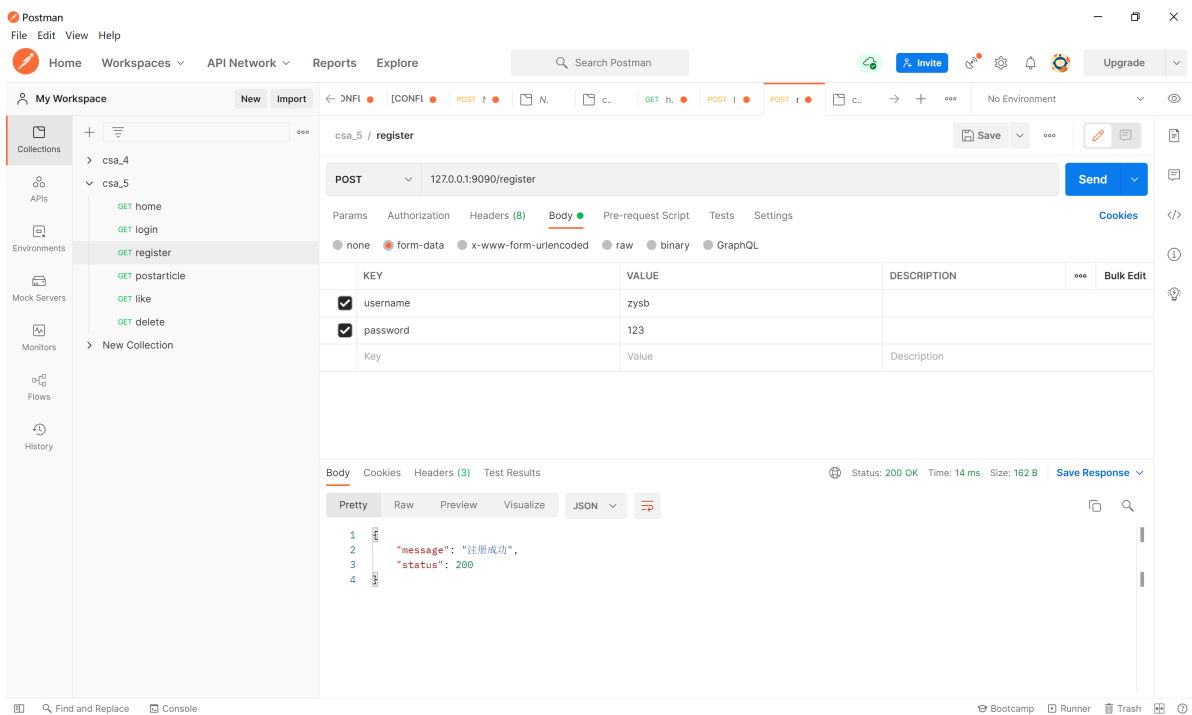 Postman
File Edit View Help
Home Workspaces API Network Reports Explore Search Postman Invite Upgrade
My Workspace New Import [CONFL POST N. c.. GET h. POST POST c.. No Environment
Collections
APIs
Environments
Mock Servers
Monitors
Flows
History
csa_4
csa_5
GET home
GET login
GET register
GET postarticle
GET like
GET delete
New Collection
csa_5 / register Save
POST 127.0.0.1:9090/register Send
Params Authorization Headers (8) Body Pre-request Script Tests Settings Cookies
none form-data x-www-form-urlencoded raw binary GraphQL
KEY VALUE DESCRIPTION Bulk Edit
username zysb
password 123
Key Value Description
Body Cookies Headers (3) Test Results Status: 200 OK Time: 14 ms Size: 162 B Save Response
Pretty Raw Preview Visualize JSON
1 {
2 "message": "注册成功",
3 "status": 200
4 }
Find and Replace Console Bootcamp Runner Trash